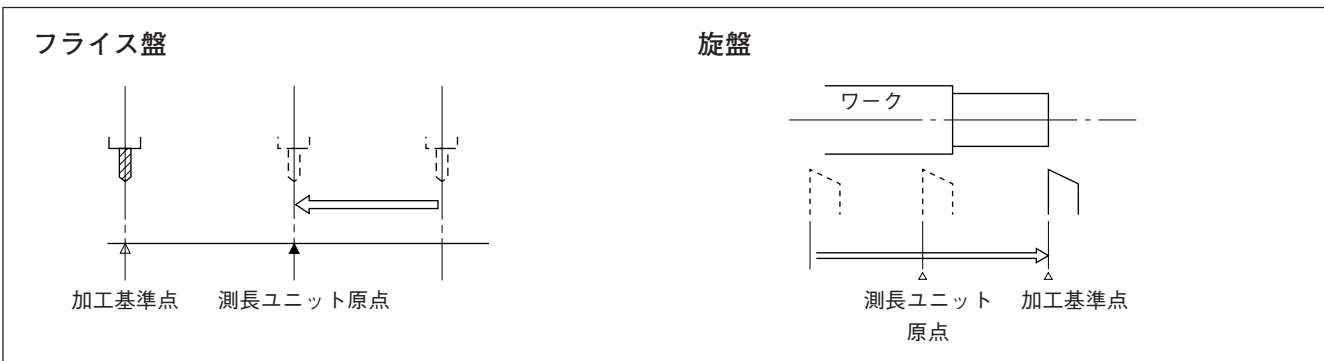 フライス盤
旋盤
ワーク
加工基準点
測長ユニット原点
測長ユニット
原点
加工基準点